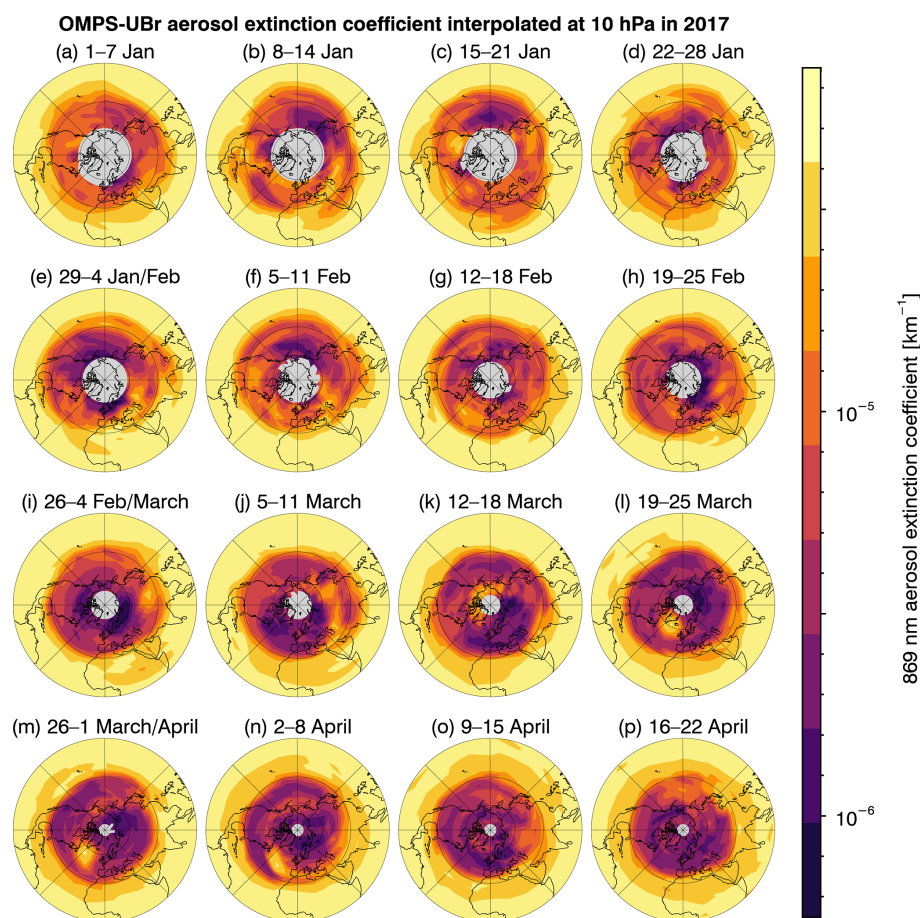 OMPS-UBr aerosol extinction coefficient interpolated at 10 hPa in 2017
(a) 1–7 Jan
(b) 8–14 Jan
(c) 15–21 Jan
(d) 22–28 Jan
(e) 29–4 Jan/Feb
(f) 5–11 Feb
(g) 12–18 Feb
(h) 19–25 Feb
(i) 26–4 Feb/March
(j) 5–11 March
(k) 12–18 March
(l) 19–25 March
(m) 26–1 March/April
(n) 2–8 April
(o) 9–15 April
(p) 16–22 April
10⁻⁵
10⁻⁶
869 nm aerosol extinction coefficient [km⁻¹]